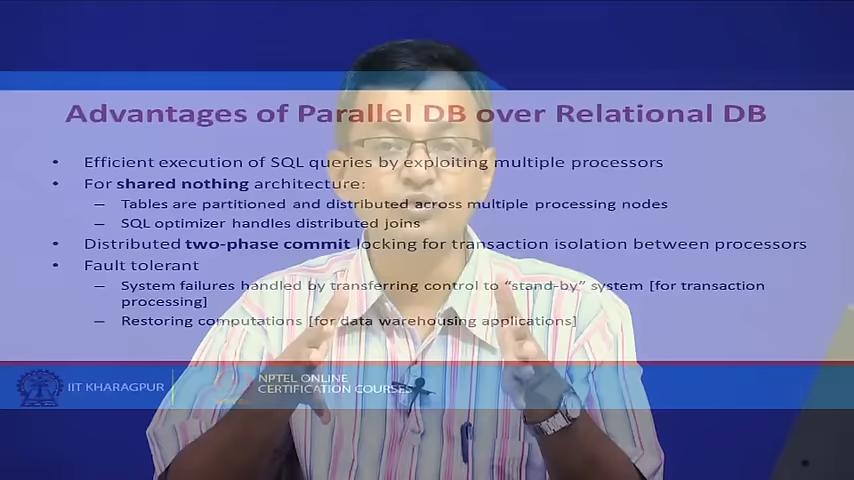 Advantages of Parallel DB over Relational DB
• Efficient execution of SQL queries by exploiting multiple processors
• For shared nothing architecture:
– Tables are partitioned and distributed across multiple processing nodes
– SQL optimizer handles distributed joins
• Distributed two-phase commit locking for transaction isolation between processors
• Fault tolerant
– System failures handled by transferring control to “stand-by” system [for transaction
processing]
– Restoring computations [for data warehousing applications]
IIT KHARAGPUR
NPTEL ONLINE
CERTIFICATION COURSES